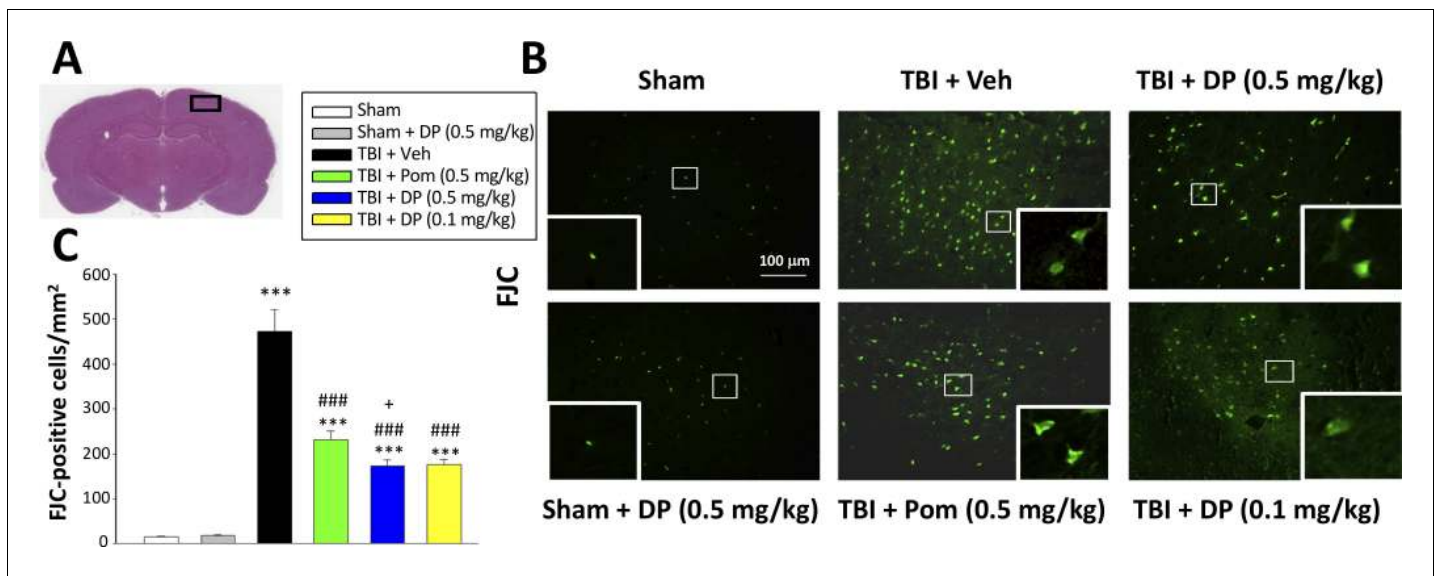 A
Sham
Sham + DP (0.5 mg/kg)
TBI + Veh
TBI + Pom (0.5 mg/kg)
TBI + DP (0.5 mg/kg)
TBI + DP (0.1 mg/kg)
B
Sham
TBI + Veh
TBI + DP (0.5 mg/kg)
100 µm
FJC
Sham + DP (0.5 mg/kg)
TBI + Pom (0.5 mg/kg)
TBI + DP (0.1 mg/kg)
C
FJC-positive cells/mm²
600
500
400
300
200
100
0
***
###
***
+
###
***
###
***